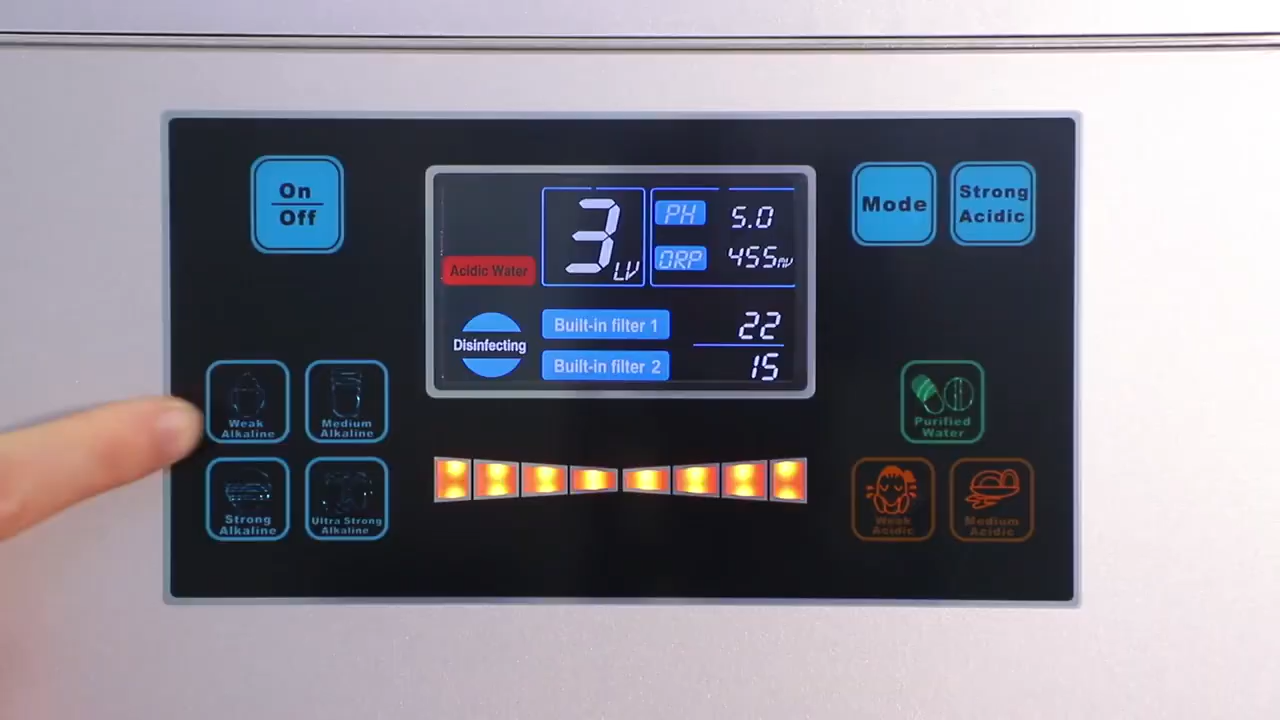 On
Off
Mode
Strong
Acidic
3 LV
PH 5.0
ORP 455mv
Acidic Water
Disinfecting
Built-in filter 1 22
Built-in filter 2 15
Weak
Alkaline
Medium
Alkaline
Strong
Alkaline
Ultra Strong
Alkaline
Purified
Water
Weak
Acidic
Medium
Acidic